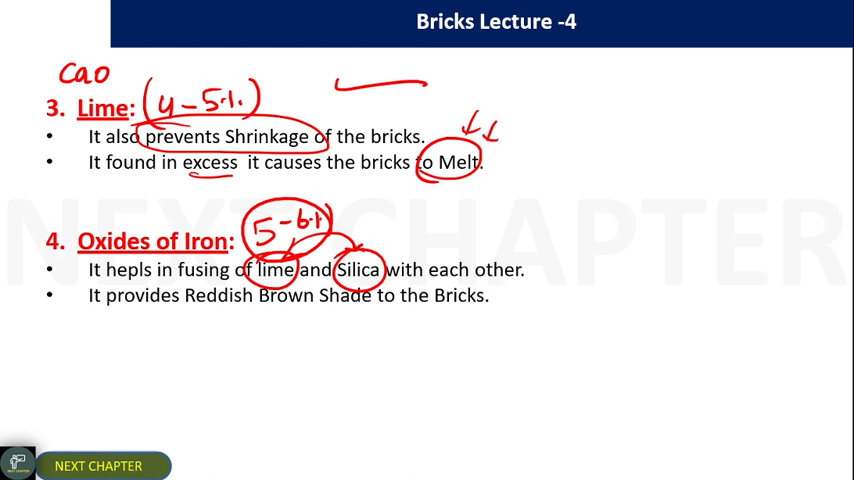 Bricks Lecture -4
Cao
3. Lime: (4-5%)
• It also prevents Shrinkage of the bricks.
• It found in excess it causes the bricks to Melt.
4. Oxides of Iron: 5-6%
• It hepls in fusing of lime and Silica with each other.
• It provides Reddish Brown Shade to the Bricks.
NEXT CHAPTER
NEXT CHAPTER